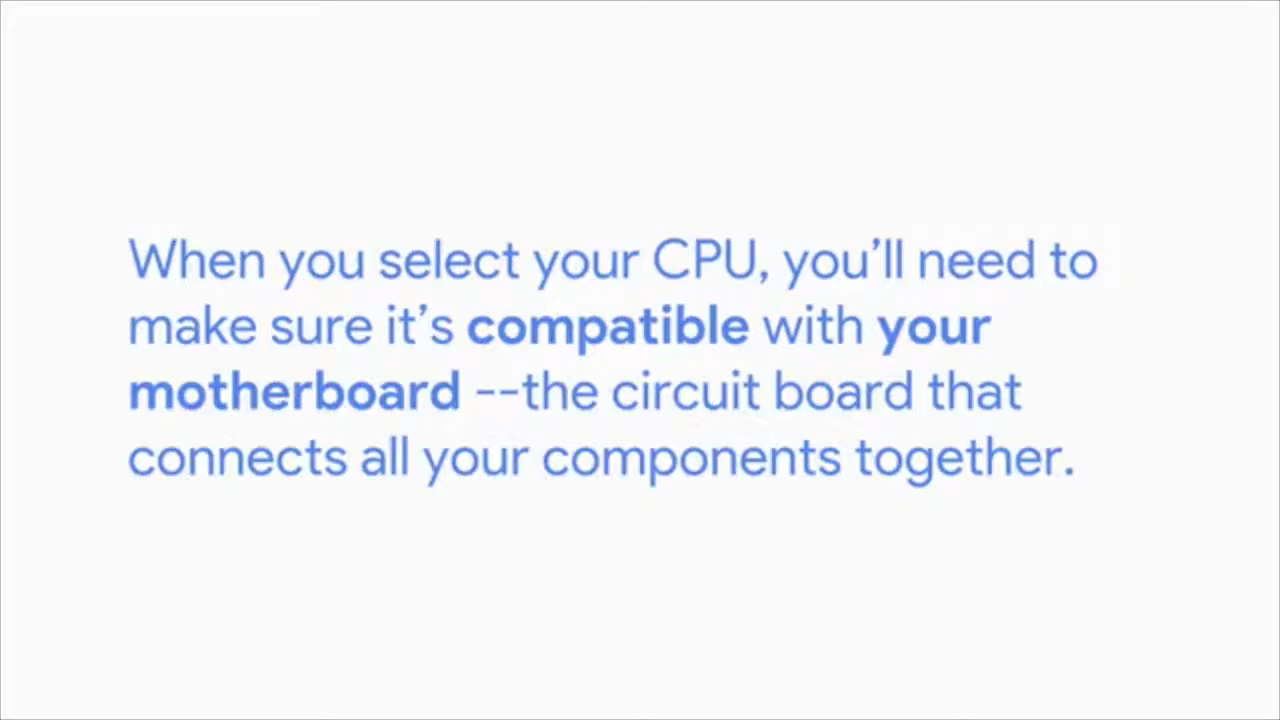 When you select your CPU, you’ll need to
make sure it’s compatible with your
motherboard --the circuit board that
connects all your components together.